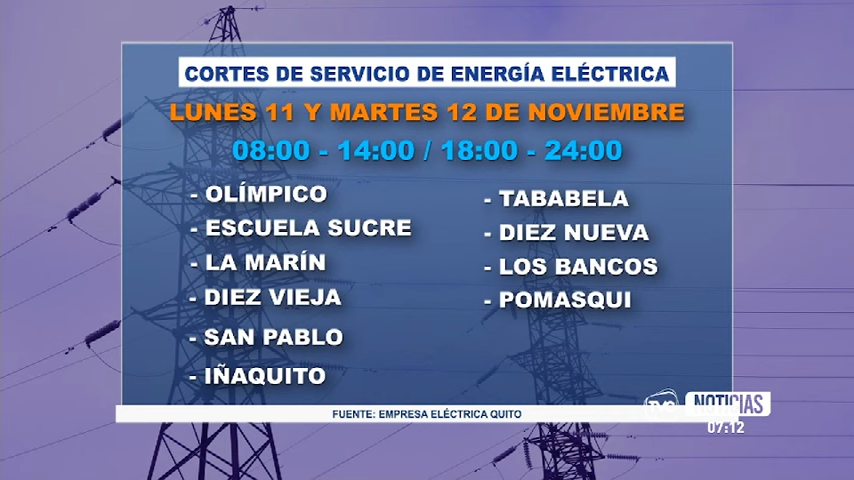 CORTES DE SERVICIO DE ENERGÍA ELÉCTRICA
LUNES 11 Y MARTES 12 DE NOVIEMBRE
08:00 - 14:00 / 18:00 - 24:00
- OLÍMPICO
- ESCUELA SUCRE
- LA MARÍN
- DIEZ VIEJA
- SAN PABLO
- IÑAQUITO
- TABABELA
- DIEZ NUEVA
- LOS BANCOS
- POMASQUI
FUENTE: EMPRESA ELÉCTRICA QUITO
NOTICIAS
07:12